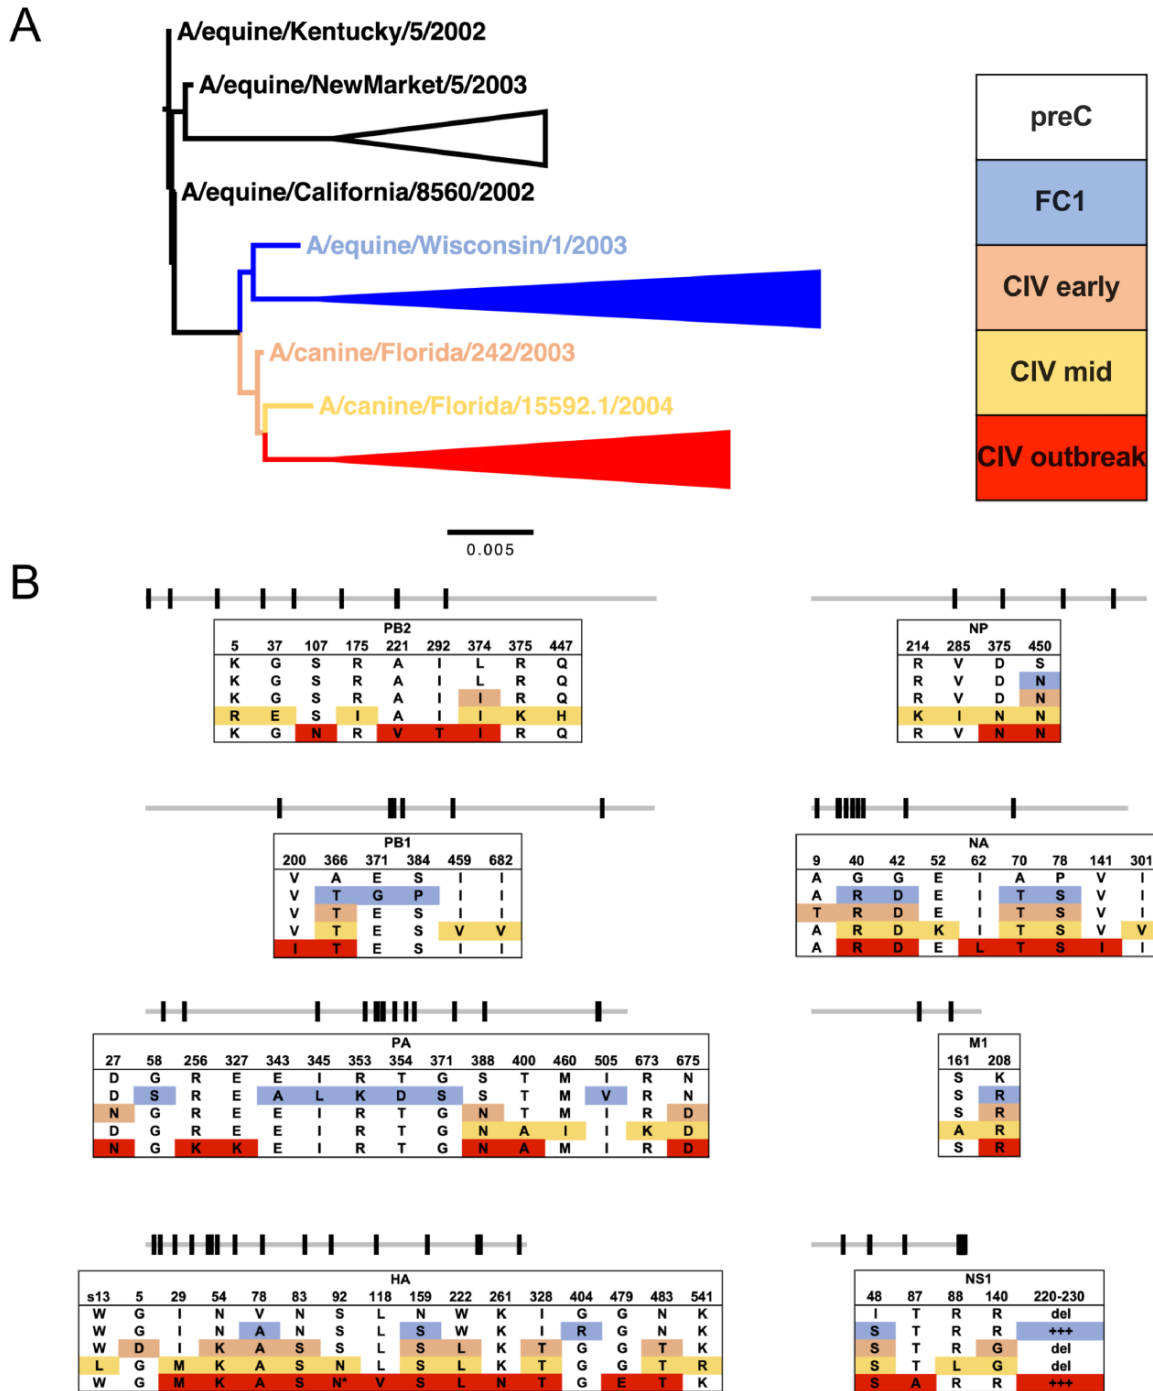 A
A/equine/Kentucky/5/2002
A/equine/NewMarket/5/2003
A/equine/California/8560/2002
A/equine/Wisconsin/1/2003
A/canine/Florida/242/2003
A/canine/Florida/15592.1/2004
0.005
preC
FC1
CIV early
CIV mid
CIV outbreak
B
PB2
5 37 107 175 221 292 374 375 447
K G S R A I L R Q
K G S R A I L R Q
K G S R A I I R Q
R E S I A I I K H
K G N R V T I R Q
NP
214 285 375 450
R V D S
R V D N
R V D N
K I N N
R V N N
PB1
200 366 371 384 459 682
V A E S I I
V T G P I I
V T E S I I
V T E S V V
I T E S I I
NA
9 40 42 52 62 70 78 141 301
A G G E I A P V I
A R D E I T S V I
T R D E I T S V I
A R D K I T S V V
A R D E L T S I I
PA
27 58 256 327 343 345 353 354 371 388 400 460 505 673 675
D G R E E I R T G S T M I R N
D S R E A L K D S S T M V R N
N G R E E I R T G N T M I R D
D G R E E I R T G N A I I K D
N G K K E I R T G N A M I R D
M1
161 208
S K
S R
S R
A R
S R
HA
s13 5 29 54 78 83 92 118 159 222 261 328 404 479 483 541
W G I N V N S L N W K I G G N K
W G I N A N S L S W K I R G N K
W D I K A S S L S L K T G G T K
L G M K A S N L S L K T G G T R
W G M K A S N* V S L N T G E T K
NS1
48 87 88 140 220-230
I T R R del
S T R R +++
S T R G del
S T L G del
S A R R +++